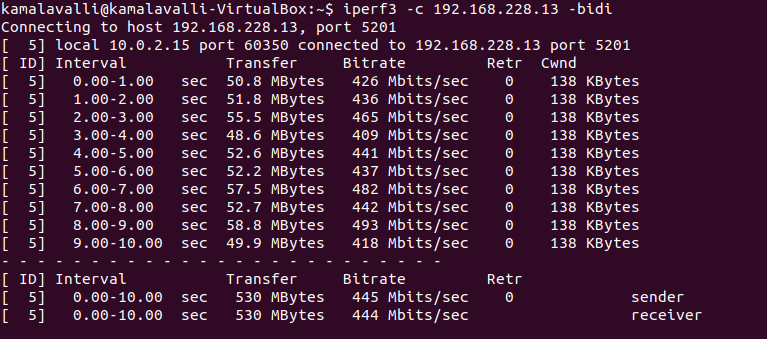 kamalavalli@kamalavalli-VirtualBox:~$ iperf3 -c 192.168.228.13 -bidi
Connecting to host 192.168.228.13, port 5201
[  5] local 10.0.2.15 port 60350 connected to 192.168.228.13 port 5201
[ ID] Interval           Transfer     Bitrate         Retr  Cwnd
[  5]   0.00-1.00   sec  50.8 MBytes   426 Mbits/sec    0    138 KBytes
[  5]   1.00-2.00   sec  51.8 MBytes   436 Mbits/sec    0    138 KBytes
[  5]   2.00-3.00   sec  55.5 MBytes   465 Mbits/sec    0    138 KBytes
[  5]   3.00-4.00   sec  48.6 MBytes   409 Mbits/sec    0    138 KBytes
[  5]   4.00-5.00   sec  52.6 MBytes   441 Mbits/sec    0    138 KBytes
[  5]   5.00-6.00   sec  52.2 MBytes   437 Mbits/sec    0    138 KBytes
[  5]   6.00-7.00   sec  57.5 MBytes   482 Mbits/sec    0    138 KBytes
[  5]   7.00-8.00   sec  52.7 MBytes   442 Mbits/sec    0    138 KBytes
[  5]   8.00-9.00   sec  58.8 MBytes   493 Mbits/sec    0    138 KBytes
[  5]   9.00-10.00  sec  49.9 MBytes   418 Mbits/sec    0    138 KBytes
- - - - - - - - - - - - - - - - - - - - - - - - -
[ ID] Interval           Transfer     Bitrate         Retr
[  5]   0.00-10.00  sec   530 MBytes   445 Mbits/sec    0             sender
[  5]   0.00-10.00  sec   530 MBytes   444 Mbits/sec                  receiver